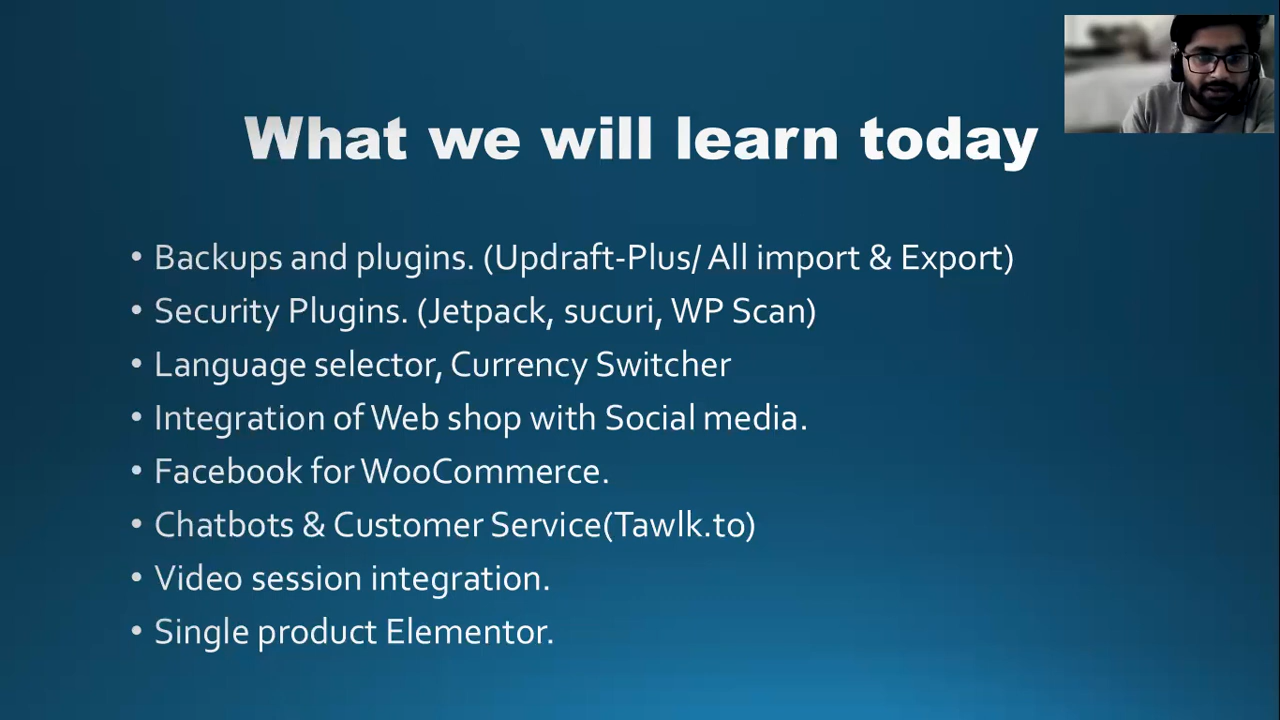 What we will learn today
• Backups and plugins. (Updraft-Plus/ All import & Export)
• Security Plugins. (Jetpack, sucuri, WP Scan)
• Language selector, Currency Switcher
• Integration of Web shop with Social media.
• Facebook for WooCommerce.
• Chatbots & Customer Service(Tawlk.to)
• Video session integration.
• Single product Elementor.